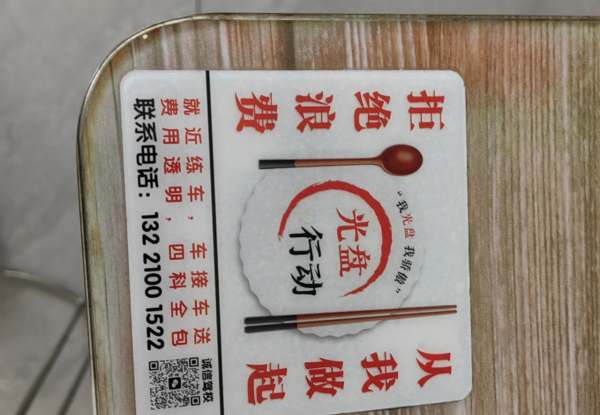 拒绝浪费
从我做起
“我光盘 我骄傲”
光盘
行动
就近练车，车接车送
费用透明，四科全包
联系电话：132 2100 1522
诚信驾校